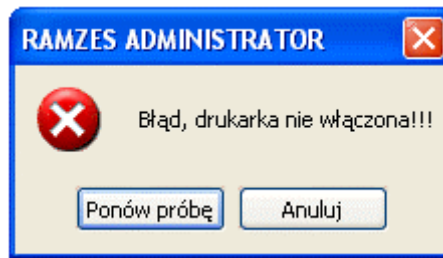 RAMZES ADMINISTRATOR
Błąd, drukarka nie włączona!!!
Ponów próbę
Anuluj